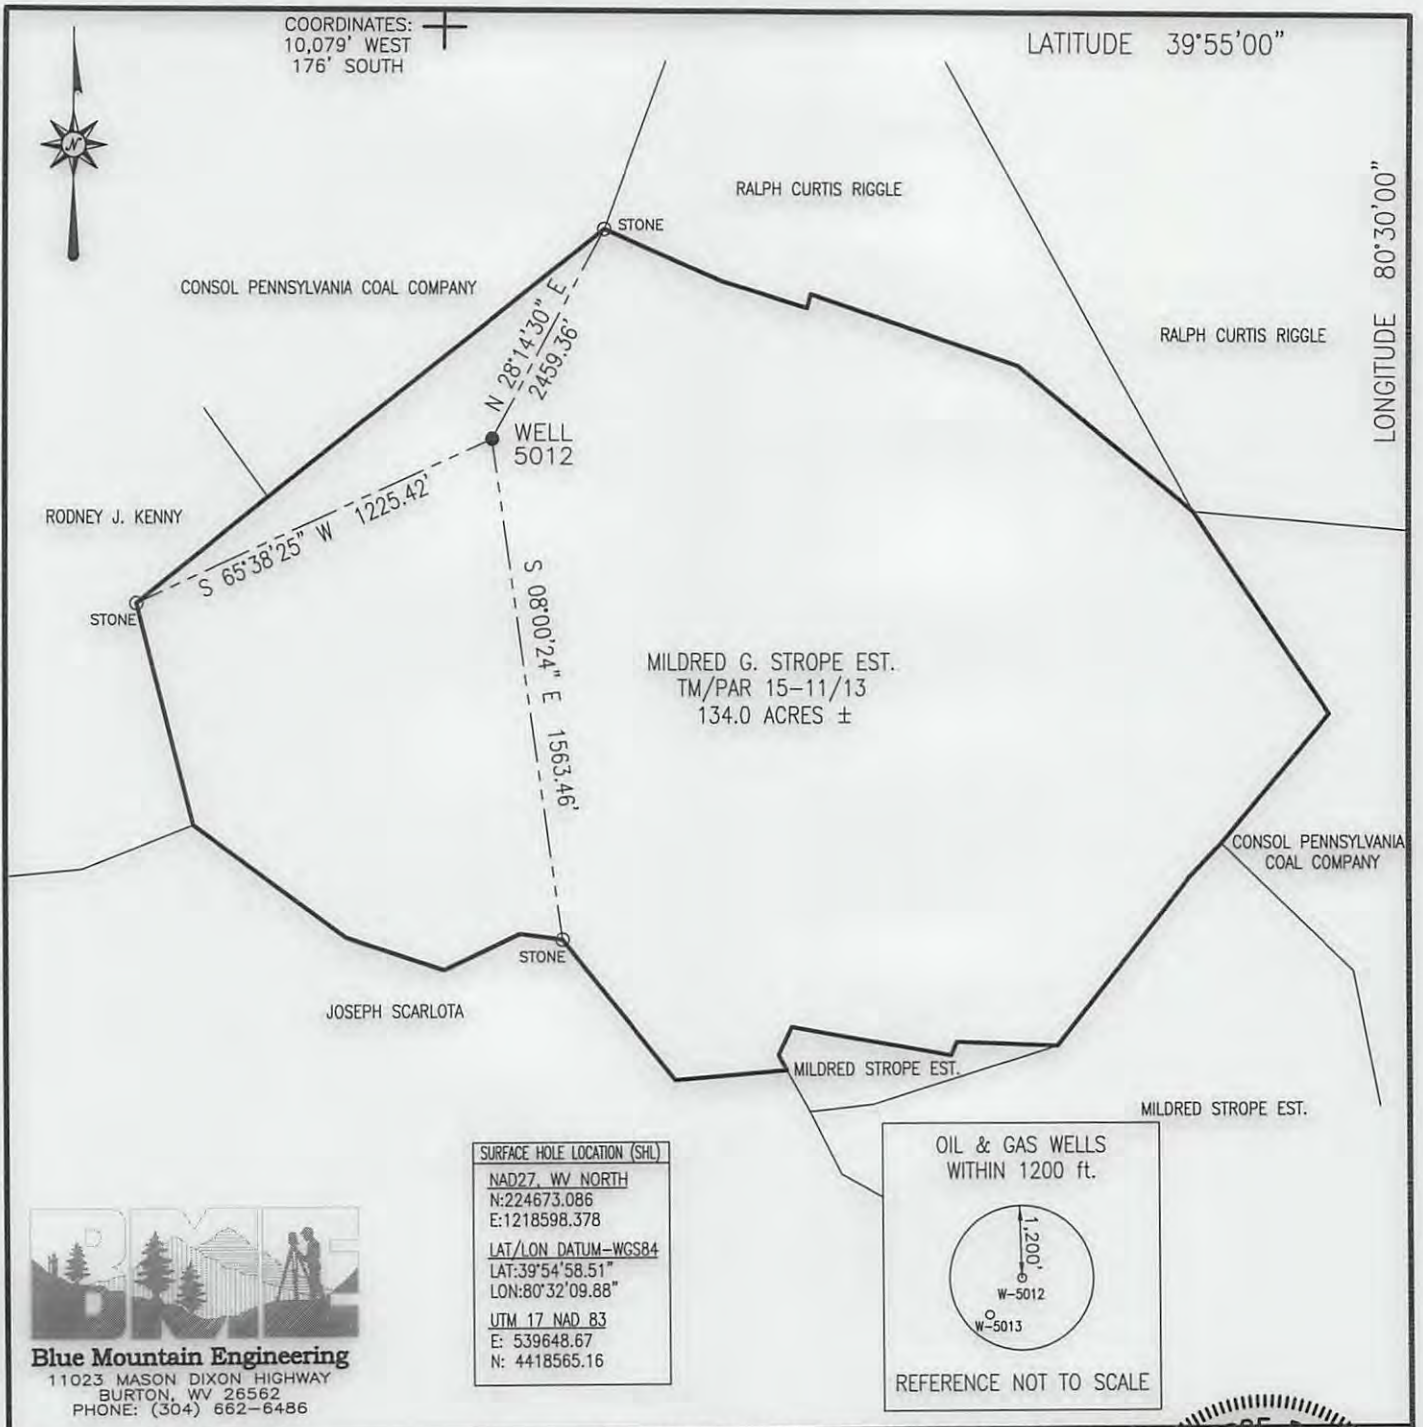 COORDINATES:
10,079' WEST
176' SOUTH
LATITUDE 39°55'00"
LONGITUDE 80°30'00"
N
RALPH CURTIS RIGGLE
STONE
CONSOL PENNSYLVANIA COAL COMPANY
RALPH CURTIS RIGGLE
N 28°14'30" E
2459.36'
WELL
5012
RODNEY J. KENNY
S 65°38'25" W 1225.42'
STONE
S 08°00'24" E 1563.46'
MILDRED G. STROPE EST.
TM/PAR 15-11/13
134.0 ACRES ±
CONSOL PENNSYLVANIA
COAL COMPANY
STONE
JOSEPH SCARLOTA
MILDRED STROPE EST.
MILDRED STROPE EST.
SURFACE HOLE LOCATION (SHL)
NAD27, WV NORTH
N:224673.086
E:1218598.378
LAT/LON DATUM-WGS84
LAT:39°54'58.51"
LON:80°32'09.88"
UTM 17 NAD 83
E: 539648.67
N: 4418565.16
OIL & GAS WELLS
WITHIN 1200 ft.
1,200'
W-5012
W-5013
REFERENCE NOT TO SCALE
BME
Blue Mountain Engineering
11023 MASON DIXON HIGHWAY
BURTON, WV 26562
PHONE: (304) 662-6486